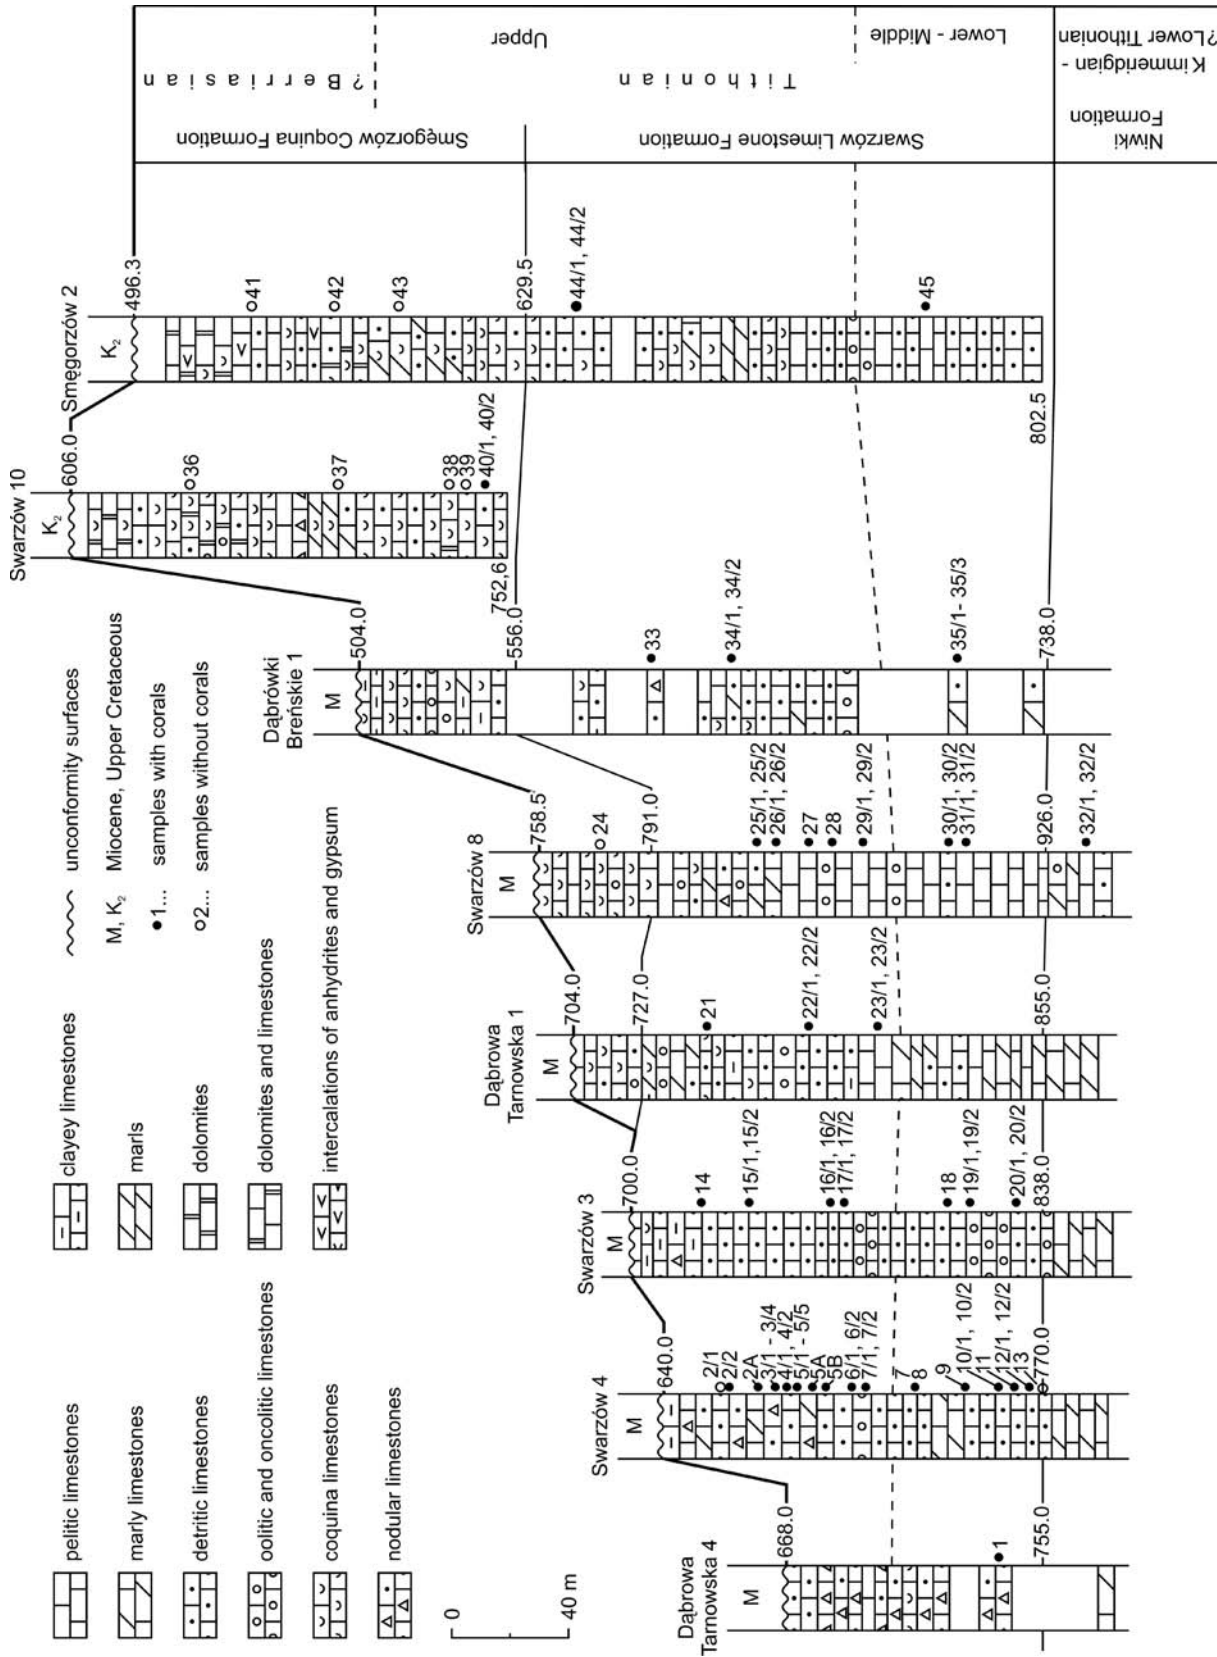 pelitic limestones
marly limestones
detritic limestones
oolitic and oncolitic limestones
coquina limestones
nodular limestones
clayey limestones
marls
dolomites
dolomites and limestones
intercalations of anhydrites and gypsum
unconformity surfaces
M, K2 Miocene, Upper Cretaceous
1... samples with corals
2... samples without corals
0
40 m
Dąbrowa
Tarnowska 4
M
668.0
1
755.0
Swarzów 4
M
640.0
2/1
2/2
2A
3/1 - 3/4
4/1, 4/2
5/1 - 5/5
5A
5B
6/1, 6/2
7/1, 7/2
7
8
9
10/1, 10/2
11
12/1, 12/2
13
770.0
Swarzów 3
M
700.0
14
15/1,15/2
16/1, 16/2
17/1, 17/2
18
19/1,19/2
20/1, 20/2
838.0
Dąbrowa
Tarnowska 1
M
704.0
727.0
21
22/1, 22/2
23/1, 23/2
855.0
Swarzów 8
M
758.5
24
791.0
25/1, 25/2
26/1, 26/2
27
28
29/1, 29/2
30/1, 30/2
31/1, 31/2
926.0
32/1, 32/2
Dąbrówki
Breńskie 1
M
504.0
556.0
33
34/1, 34/2
35/1- 35/3
738.0
Swarzów 10
K2
606.0
36
37
38
39
40/1, 40/2
752,6
Smęgorzów 2
K2
496.3
41
42
43
629.5
44/1, 44/2
45
802.5
Smęgorzów Coquina Formation
Swarzów Limestone Formation
Niwki
Formation
? Berriasian
Tithonian
Upper
Lower - Middle
Kimmeridgian -
?Lower Tithonian